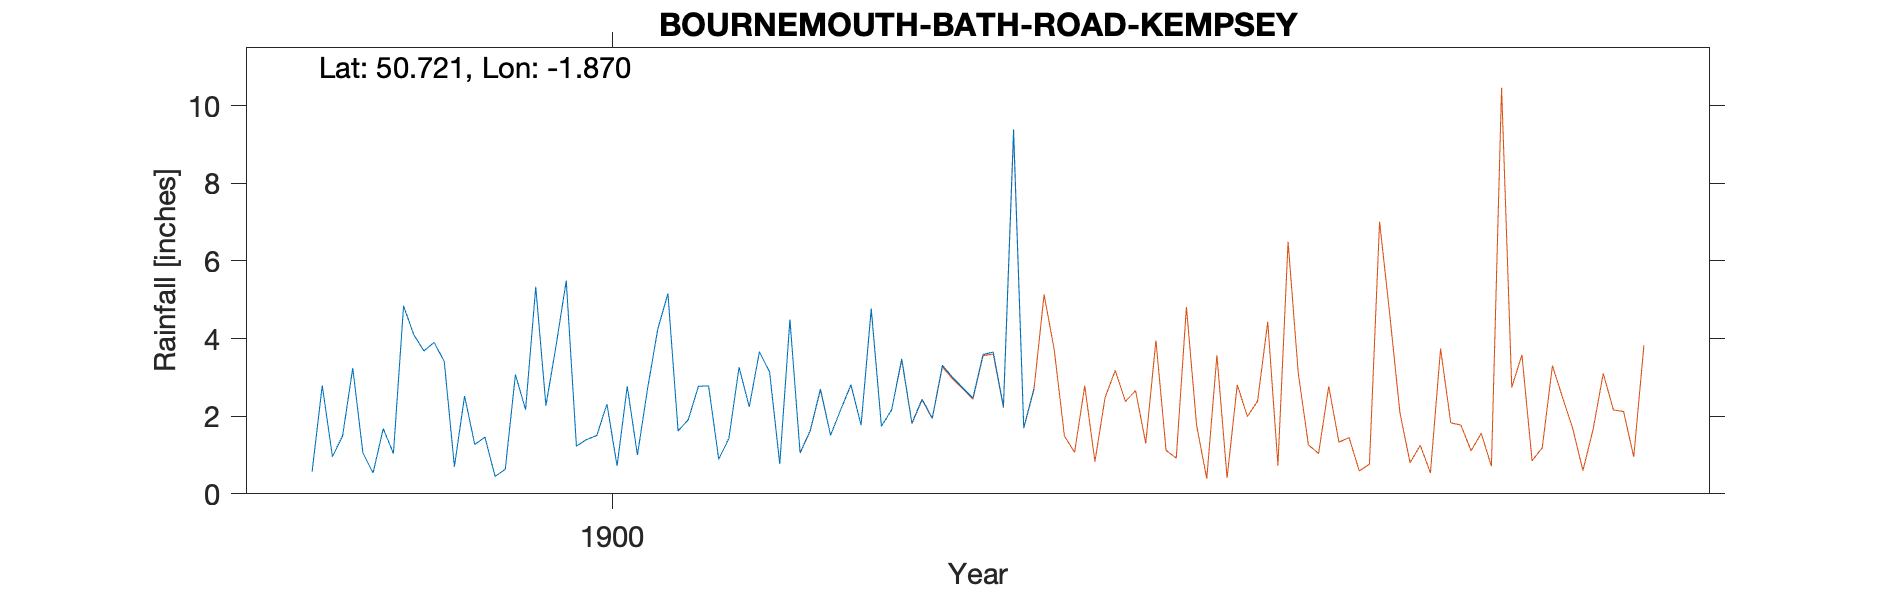 BOURNEMOUTH-BATH-ROAD-KEMPSEY
Lat: 50.721, Lon: -1.870
10
8
6
4
2
0
Rainfall [inches]
1900
Year